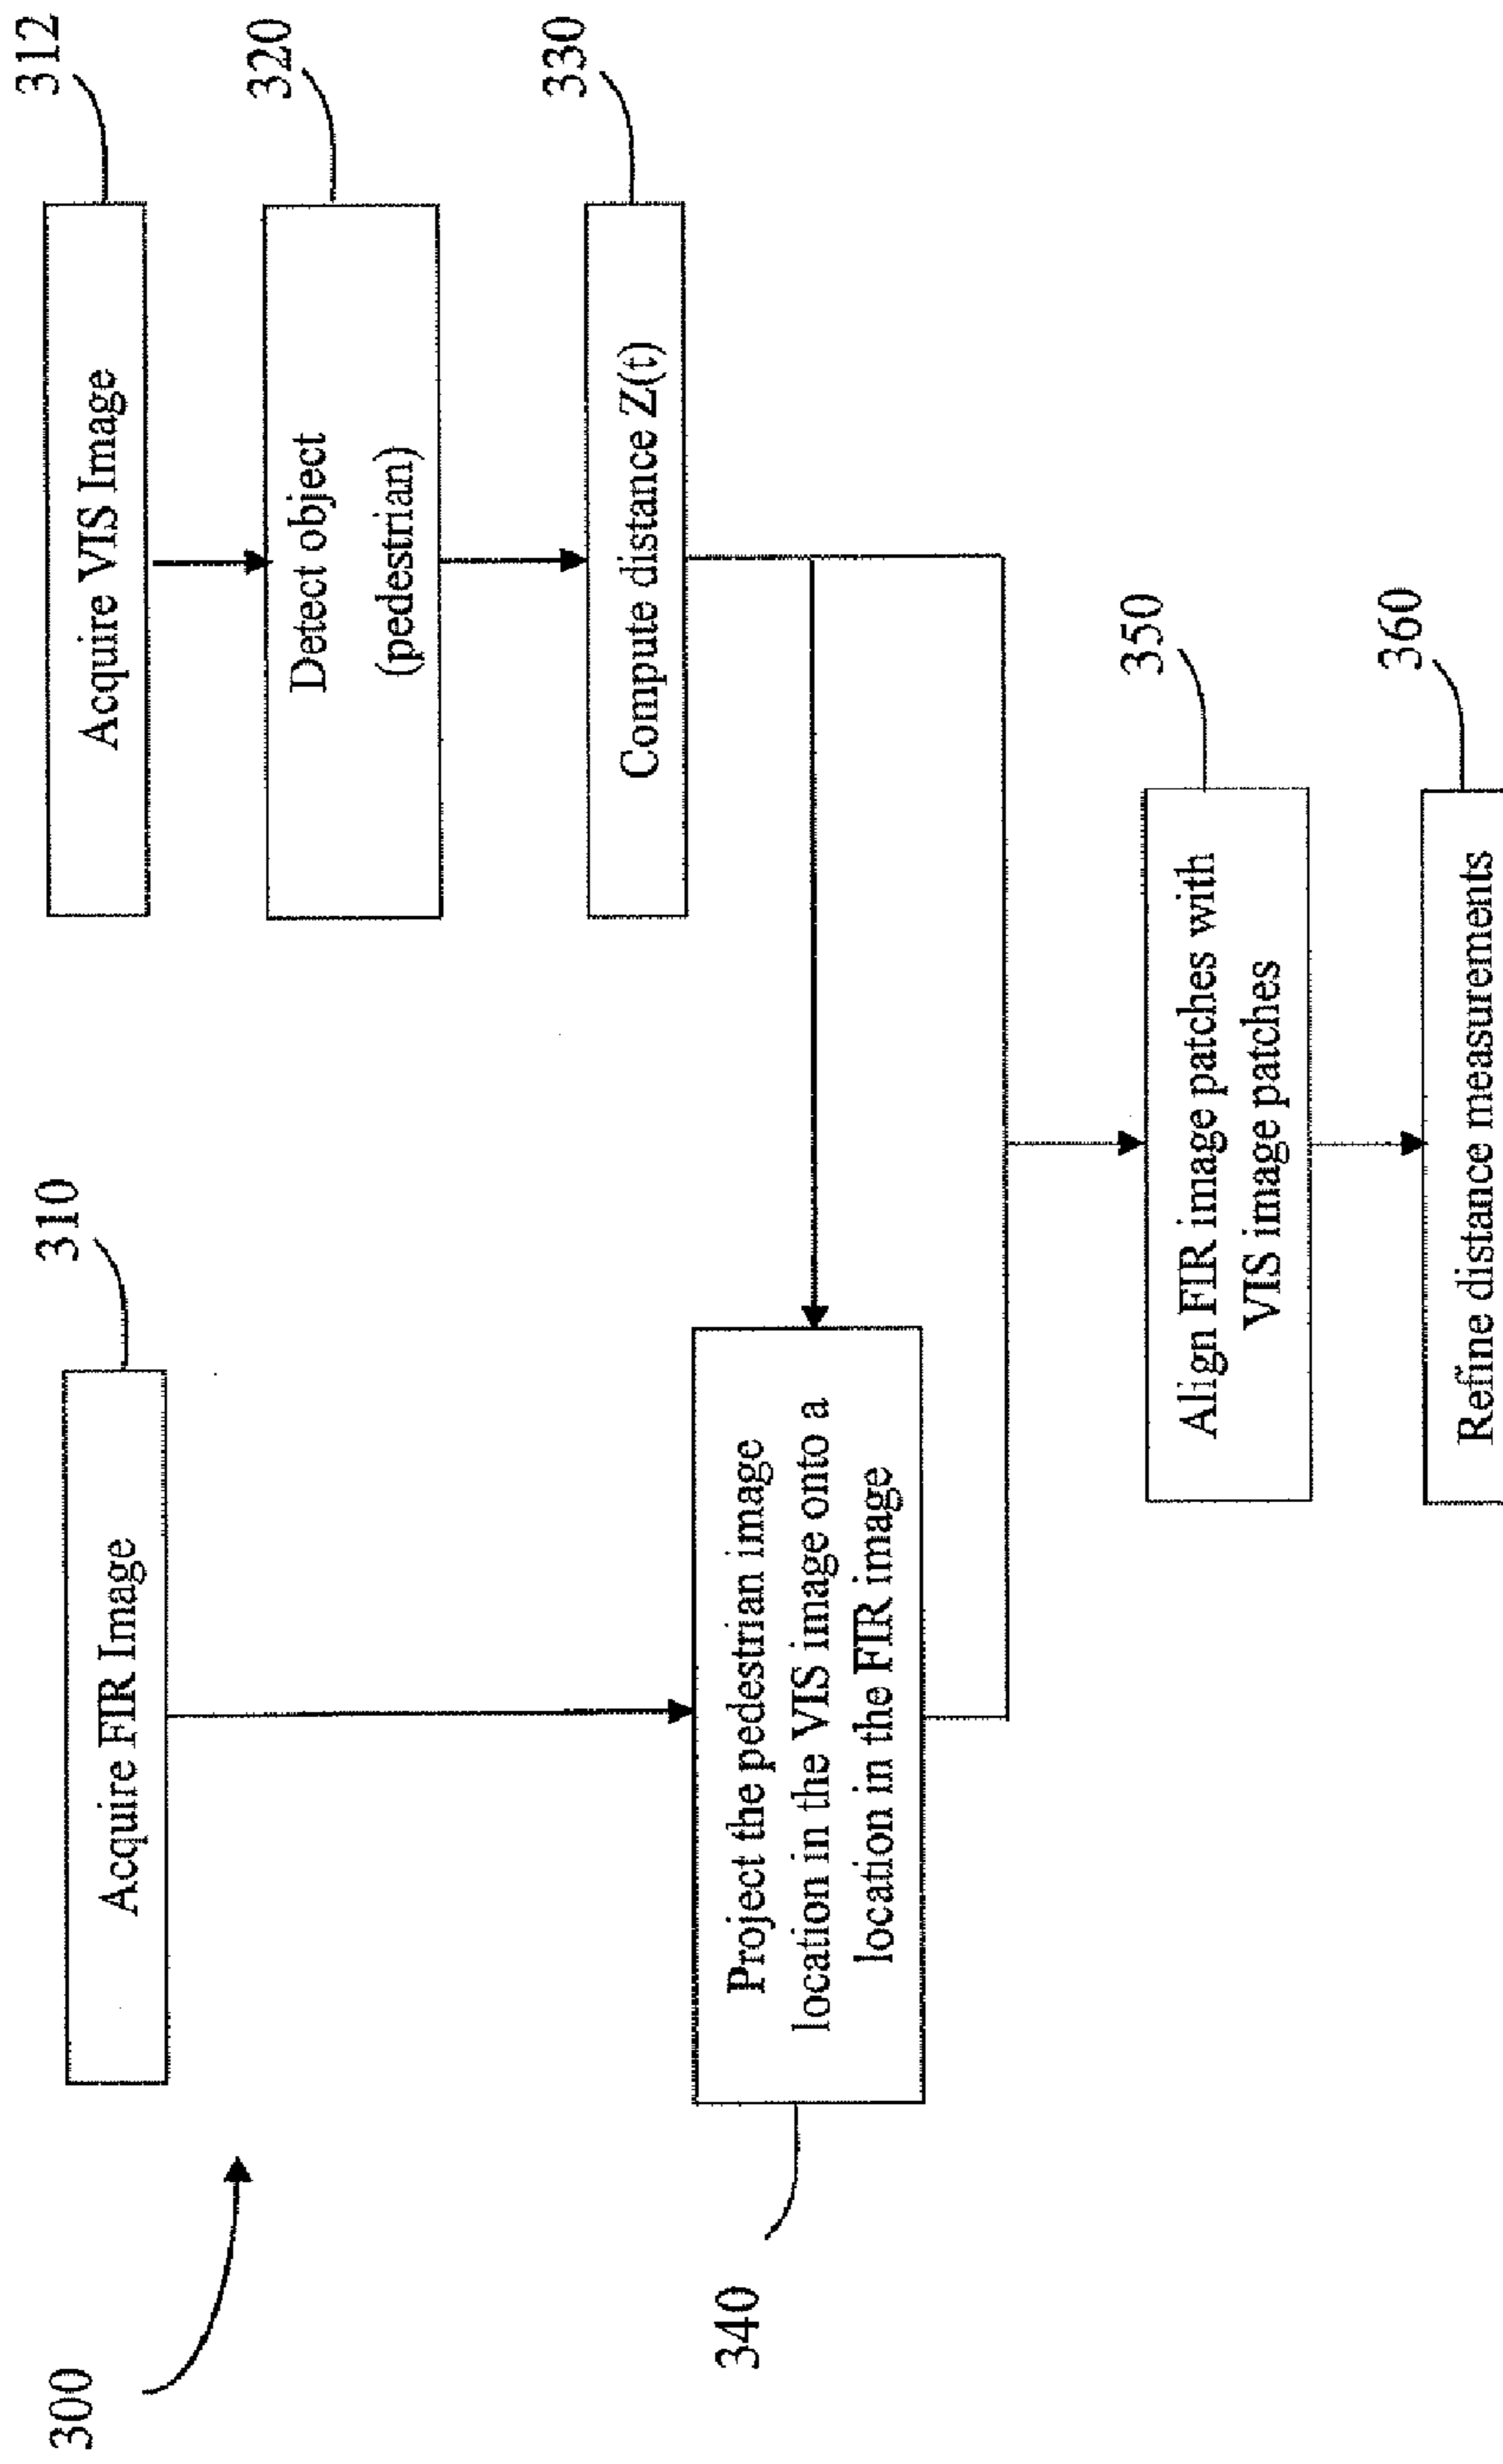 300
310
Acquire FIR Image
312
Acquire VIS Image
320
Detect object
(pedestrian)
330
Compute distance Z(t)
340
Project the pedestrian image
location in the VIS image onto a
location in the FIR image
350
Align FIR image patches with
VIS image patches
360
Refine distance measurements